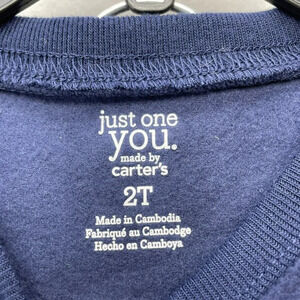 just one
you.
made by
carter's
2T
Made in Cambodia
Fabriqué au Cambodge
Hecho en Camboya